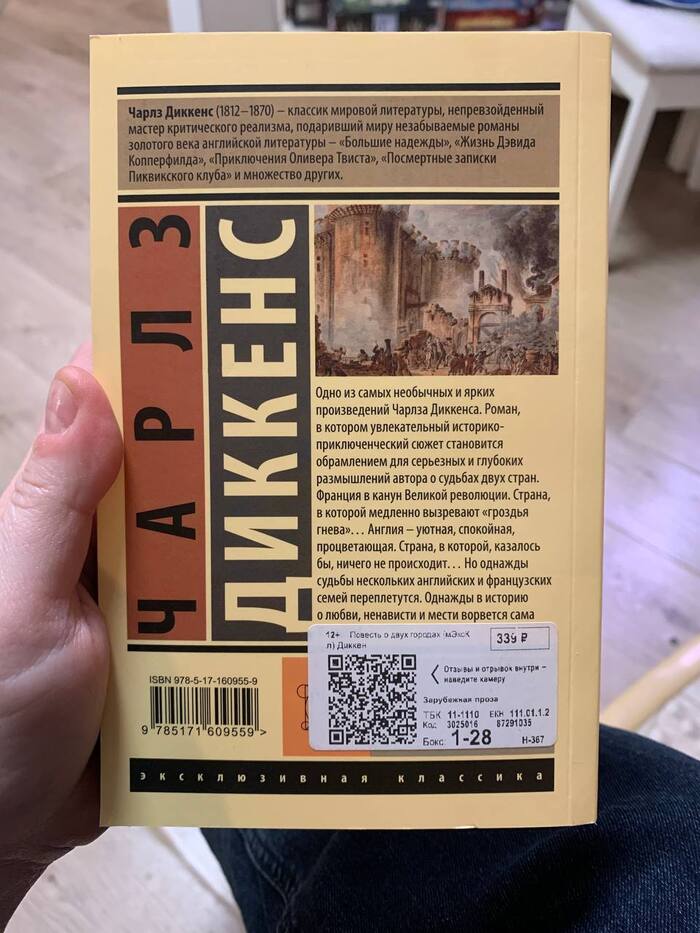 Чарлз Диккенс (1812–1870) – классик мировой литературы, непревзойденный
мастер критического реализма, подаривший миру незабываемые романы
золотого века английской литературы – «Большие надежды», «Жизнь Дэвида
Копперфилда», «Приключения Оливера Твиста», «Посмертные записки
Пиквикского клуба» и множество других.
ЧАРЛЗ
ДИККЕНС
Одно из самых необычных и ярких
произведений Чарлза Диккенса. Роман,
в котором увлекательный историко-
приключенческий сюжет становится
обрамлением для серьезных и глубоких
размышлений автора о судьбах двух стран.
Франция в канун Великой революции. Страна,
в которой медленно вызревают «гроздья
гнева»… Англия – уютная, спокойная,
процветающая. Страна, в которой, казалось
бы, ничего не происходит… Но однажды
судьбы нескольких английских и французских
семей переплетутся. Однажды в историю
о любви, ненависти и мести ворвется сама
12+ Повесть о двух городах (мЭксК
л) Диккен
339 ₽
Отзывы и отрывок внутри –
наведите камеру
Зарубежная проза
ТБК 11-1110 ЕКН 111.01.1.2
Код 3025016 87291035
Бокс: 1-28 Н-367
ISBN 978-5-17-160955-9
9 785171 609559 >
эксклюзивная классика